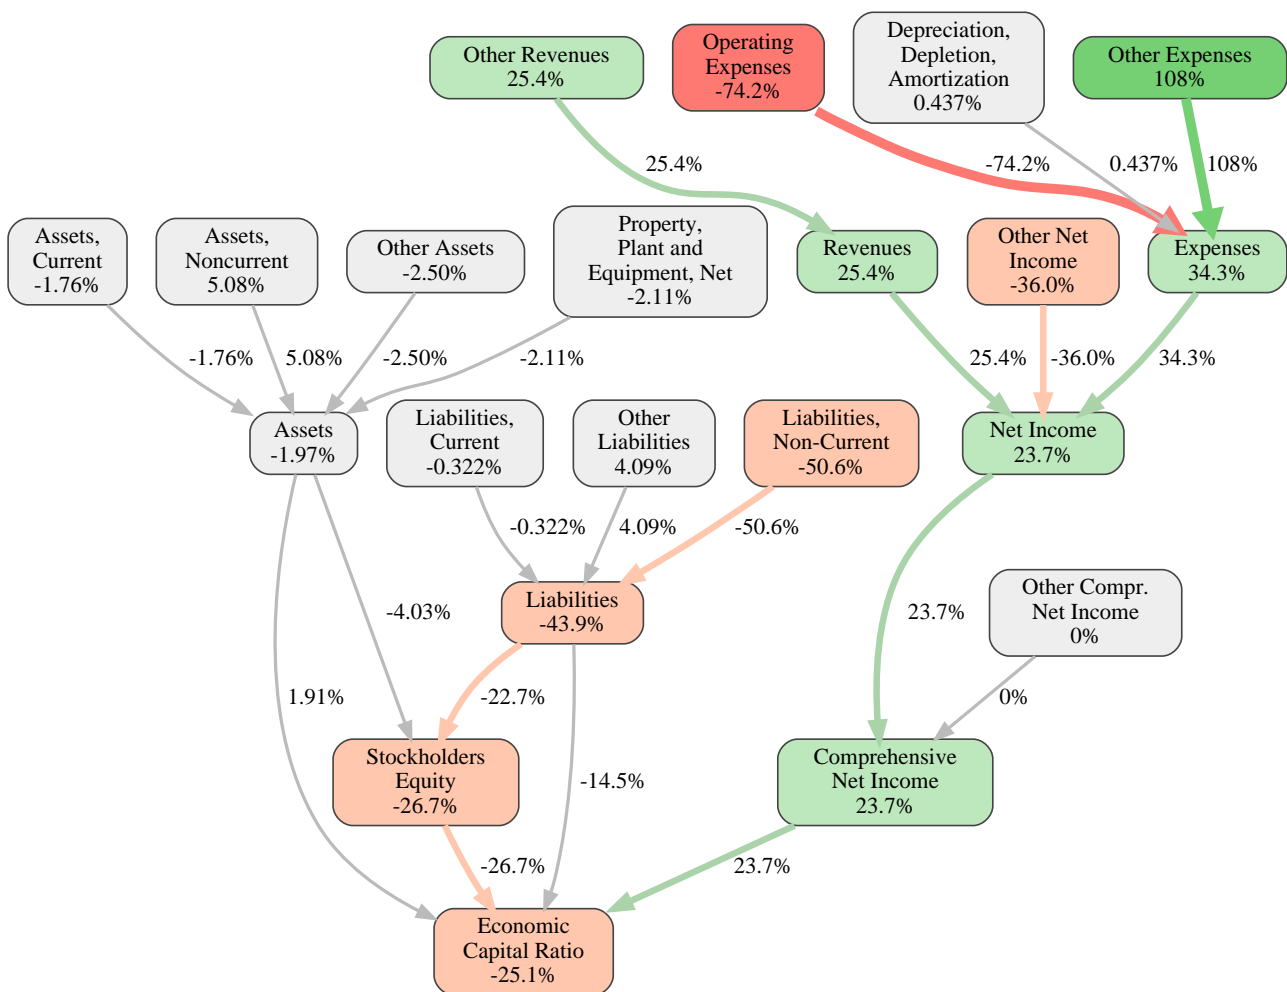 Other Revenues
25.4%
Operating
Expenses
-74.2%
Depreciation,
Depletion,
Amortization
0.437%
Other Expenses
108%
25.4%
-74.2%
0.437%
108%
Assets,
Current
-1.76%
Assets,
Noncurrent
5.08%
Other Assets
-2.50%
Property,
Plant and
Equipment, Net
-2.11%
Revenues
25.4%
Other Net
Income
-36.0%
Expenses
34.3%
-1.76%
5.08%
-2.50%
-2.11%
25.4%
-36.0%
34.3%
Assets
-1.97%
Liabilities,
Current
-0.322%
Other
Liabilities
4.09%
Liabilities,
Non-Current
-50.6%
Net Income
23.7%
-0.322%
4.09%
-50.6%
Liabilities
-43.9%
-4.03%
23.7%
Other Compr.
Net Income
0%
1.91%
-22.7%
0%
Stockholders
Equity
-26.7%
-14.5%
Comprehensive
Net Income
23.7%
-26.7%
23.7%
Economic
Capital Ratio
-25.1%